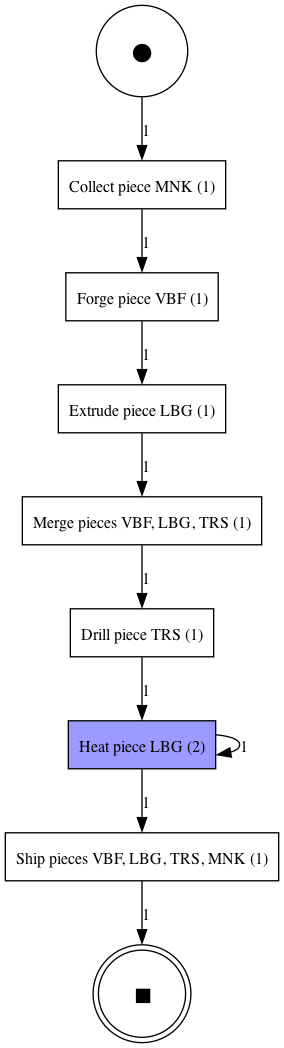 1
Collect piece MNK (1)
1
Forge piece VBF (1)
1
Extrude piece LBG (1)
1
Merge pieces VBF, LBG, TRS (1)
1
Drill piece TRS (1)
1
Heat piece LBG (2)
1
1
Ship pieces VBF, LBG, TRS, MNK (1)
1